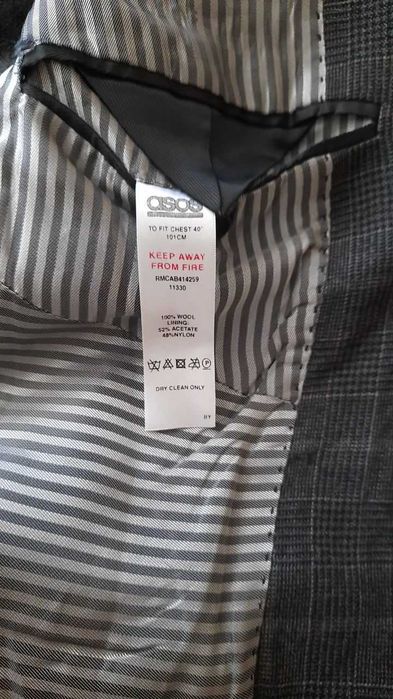 asos
TO FIT CHEST 40"
101CM
KEEP AWAY
FROM FIRE
RMCAB414259
11330
100% WOOL
LINING:
52% ACETATE
48%NYLON
P
DRY CLEAN ONLY